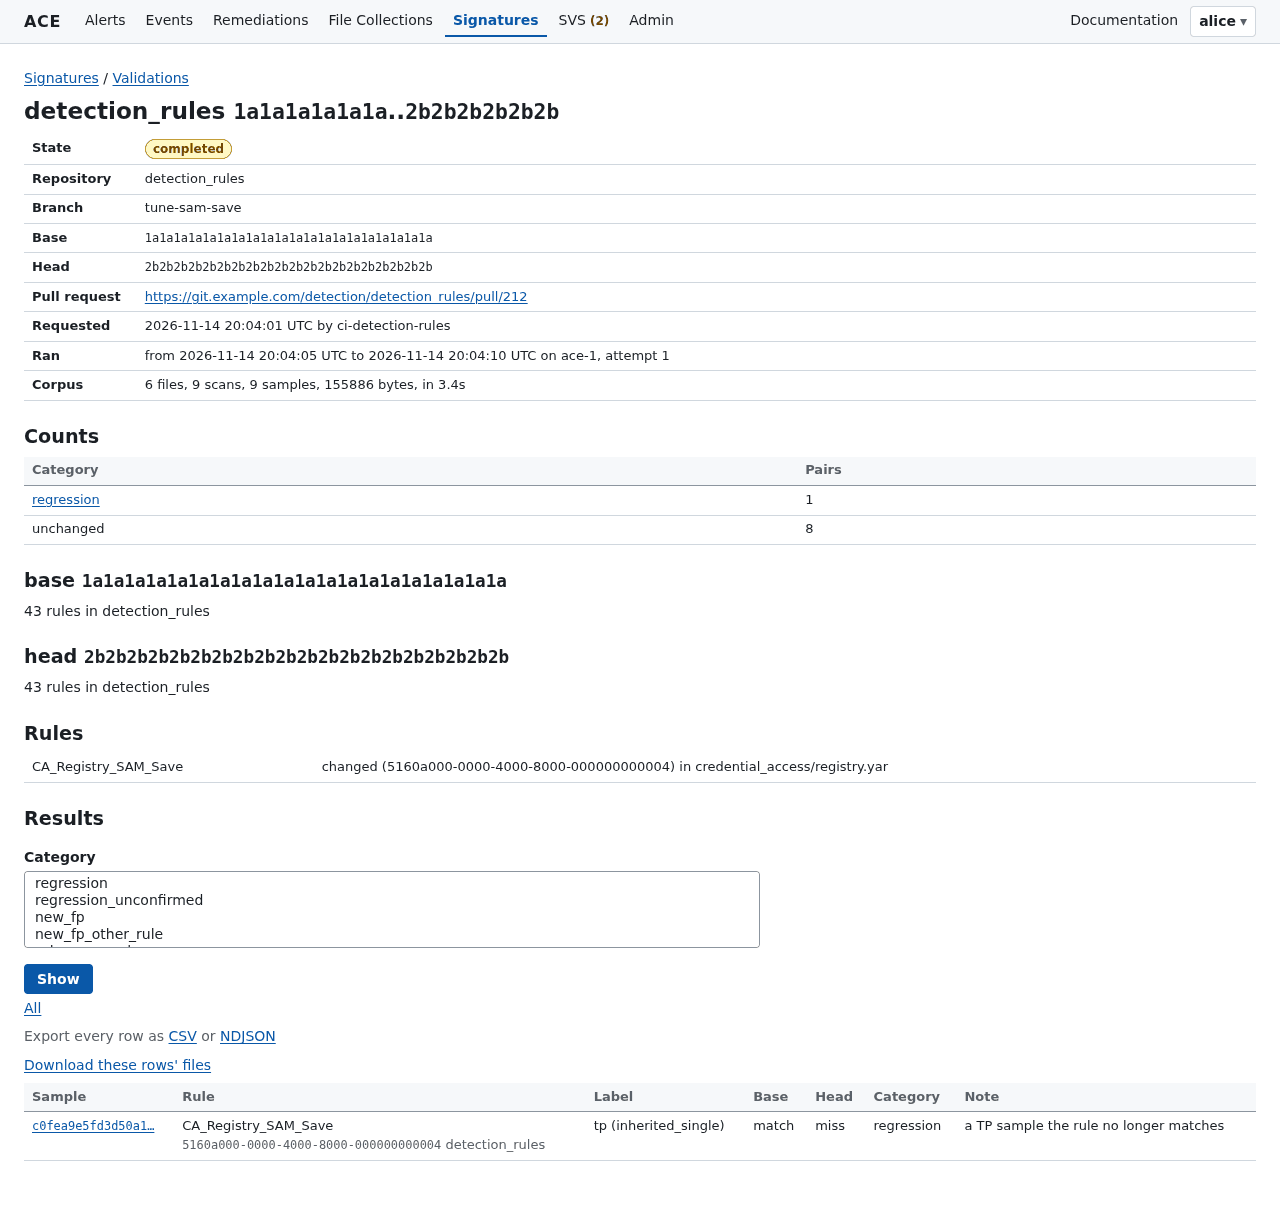 ACE Alerts Events Remediations File Collections Signatures SVS (2) Admin Documentation alice ▾
Signatures / Validations
detection_rules 1a1a1a1a1a1a..2b2b2b2b2b2b
State completed
Repository detection_rules
Branch tune-sam-save
Base 1a1a1a1a1a1a1a1a1a1a1a1a1a1a1a1a1a1a1a1a
Head 2b2b2b2b2b2b2b2b2b2b2b2b2b2b2b2b2b2b2b2b
Pull request https://git.example.com/detection/detection_rules/pull/212
Requested 2026-11-14 20:04:01 UTC by ci-detection-rules
Ran from 2026-11-14 20:04:05 UTC to 2026-11-14 20:04:10 UTC on ace-1, attempt 1
Corpus 6 files, 9 scans, 9 samples, 155886 bytes, in 3.4s
Counts
Category Pairs
regression 1
unchanged 8
base 1a1a1a1a1a1a1a1a1a1a1a1a1a1a1a1a1a1a1a1a
43 rules in detection_rules
head 2b2b2b2b2b2b2b2b2b2b2b2b2b2b2b2b2b2b2b2b
43 rules in detection_rules
Rules
CA_Registry_SAM_Save changed (5160a000-0000-4000-8000-000000000004) in credential_access/registry.yar
Results
Category
regression
regression_unconfirmed
new_fp
new_fp_other_rule
Show
All
Export every row as CSV or NDJSON
Download these rows' files
Sample Rule Label Base Head Category Note
c0fea9e5fd3d50a1… CA_Registry_SAM_Save tp (inherited_single) match miss regression a TP sample the rule no longer matches
5160a000-0000-4000-8000-000000000004 detection_rules